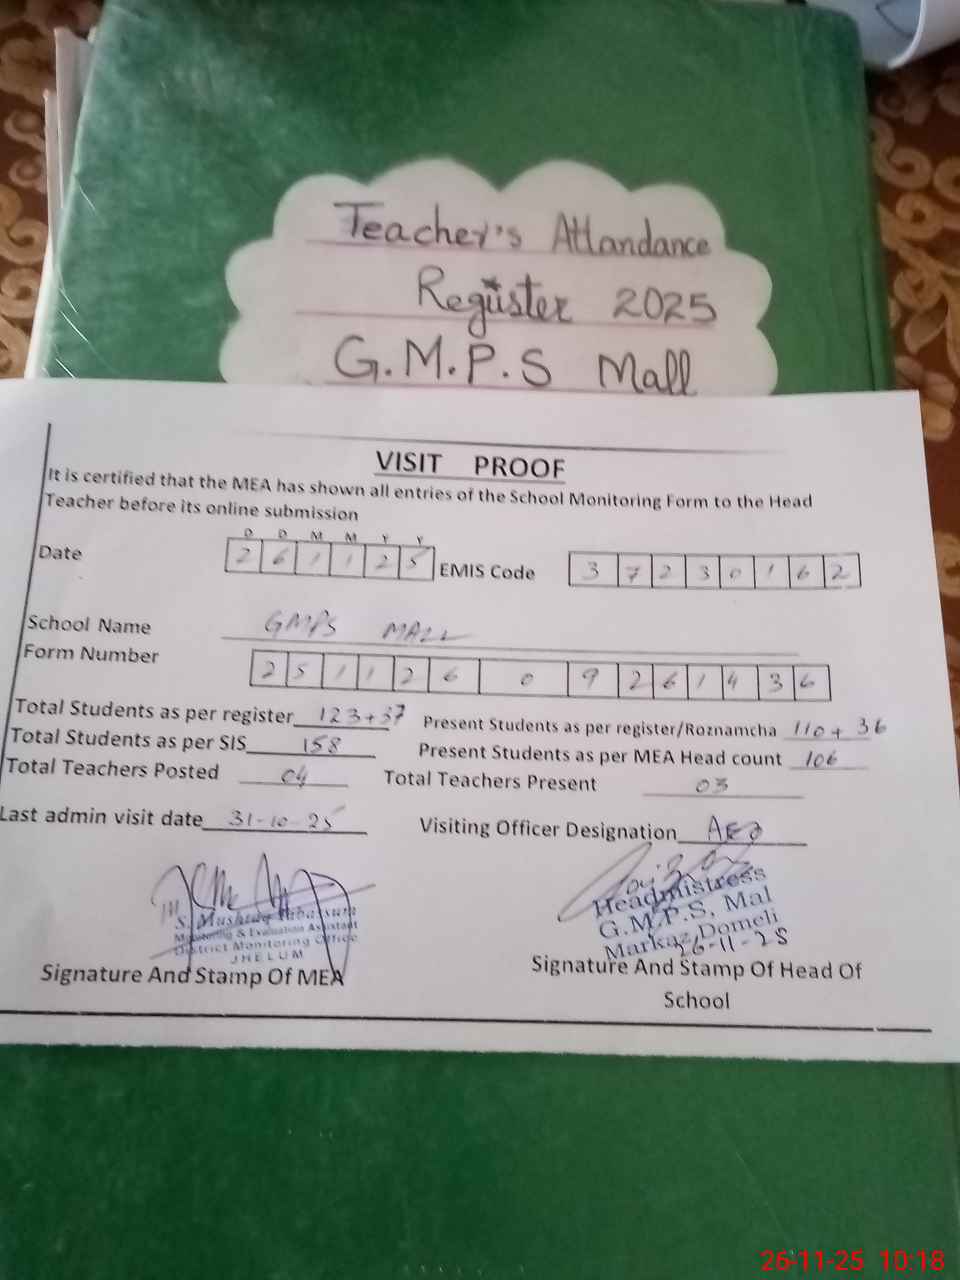 Teacher's Attandance
Register 2025
G.M.P.S Mall
VISIT PROOF
It is certified that the MEA has shown all entries of the School Monitoring Form to the Head
Teacher before its online submission
D D M M Y Y
Date 2 6 1 1 2 5 EMIS Code 3 7 2 3 0 1 6 2
School Name GMPS MALL
Form Number 2 5 1 1 2 6 0 9 2 6 1 4 3 6
Total Students as per register 123+37 Present Students as per register/Roznamcha 110 + 36
Total Students as per SIS 158 Present Students as per MEA Head count 106
Total Teachers Posted 04 Total Teachers Present 03
Last admin visit date 31-10-25 Visiting Officer Designation AEO
S. Mushtaq
Monitoring & Evaluation Assistant
District Monitoring Office
JHELUM
Headmistress
G.M.P.S, Mal
Markaz Domeli
26-11-25
Signature And Stamp Of MEA
Signature And Stamp Of Head Of
School
26-11-25 10:18